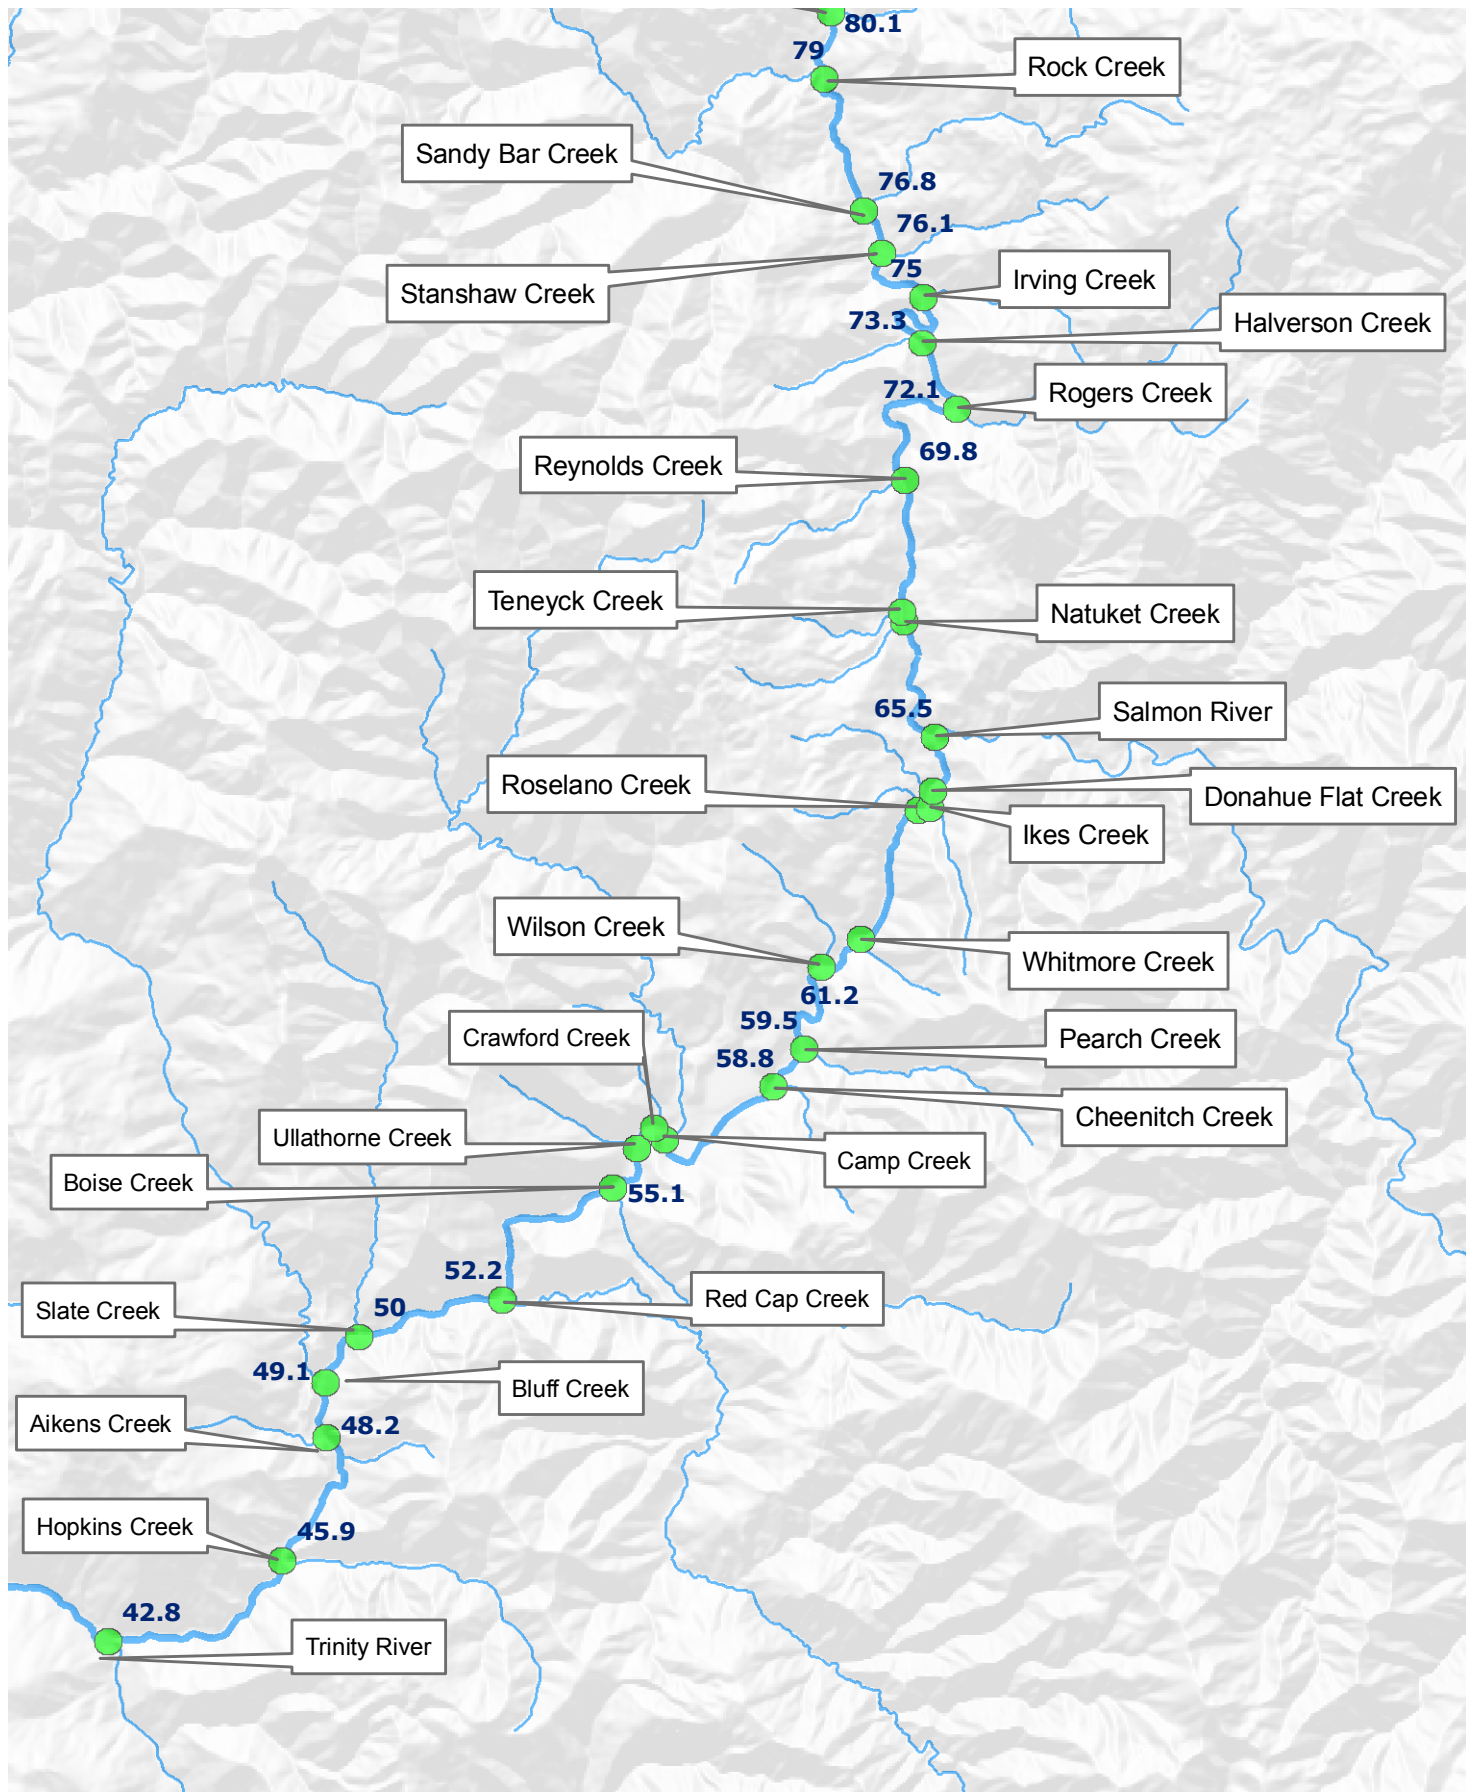 80.1
79
Rock Creek
Sandy Bar Creek
76.8
76.1
Stanshaw Creek
75
Irving Creek
73.3
Halverson Creek
72.1
Rogers Creek
69.8
Reynolds Creek
Teneyck Creek
Natuket Creek
65.5
Salmon River
Roselano Creek
Donahue Flat Creek
Ikes Creek
Wilson Creek
Whitmore Creek
61.2
59.5
Crawford Creek
Pearch Creek
58.8
Cheenitch Creek
Ullathorne Creek
Camp Creek
Boise Creek
55.1
52.2
Red Cap Creek
Slate Creek
50
49.1
Bluff Creek
Aikens Creek
48.2
Hopkins Creek
45.9
42.8
Trinity River